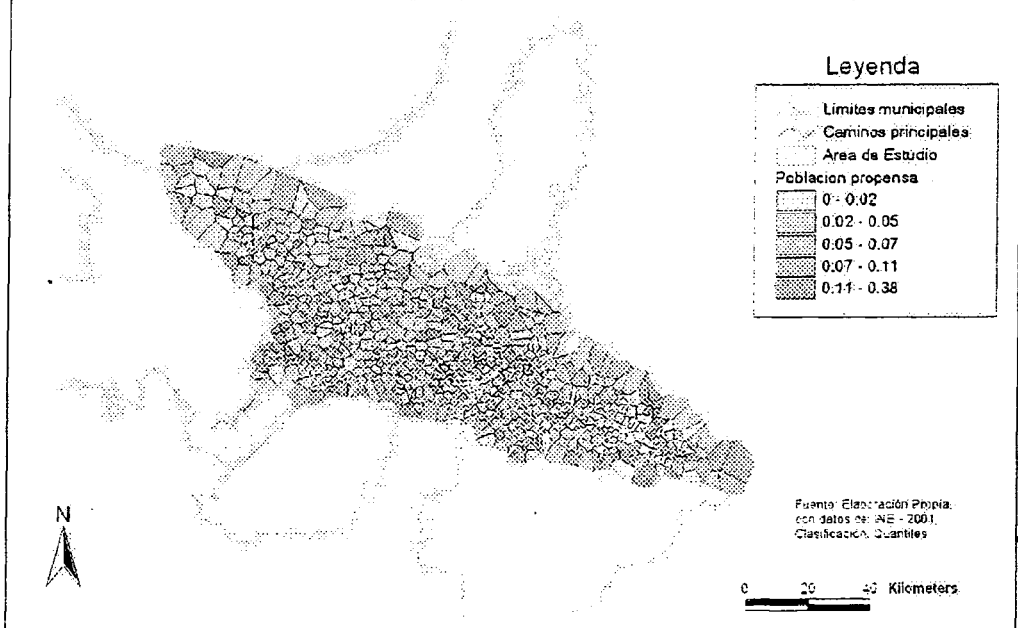 Leyenda
Limites municipales
Caminos principales
Area de Estudio
Poblacion propensa
0 - 0.02
0.02 - 0.05
0.05 - 0.07
0.07 - 0.11
0.11 - 0.38
N
Fuente: Elaboración Propia,
con datos de: INE - 2001,
Clasificación: Quantiles
0 20 40 Kilometers